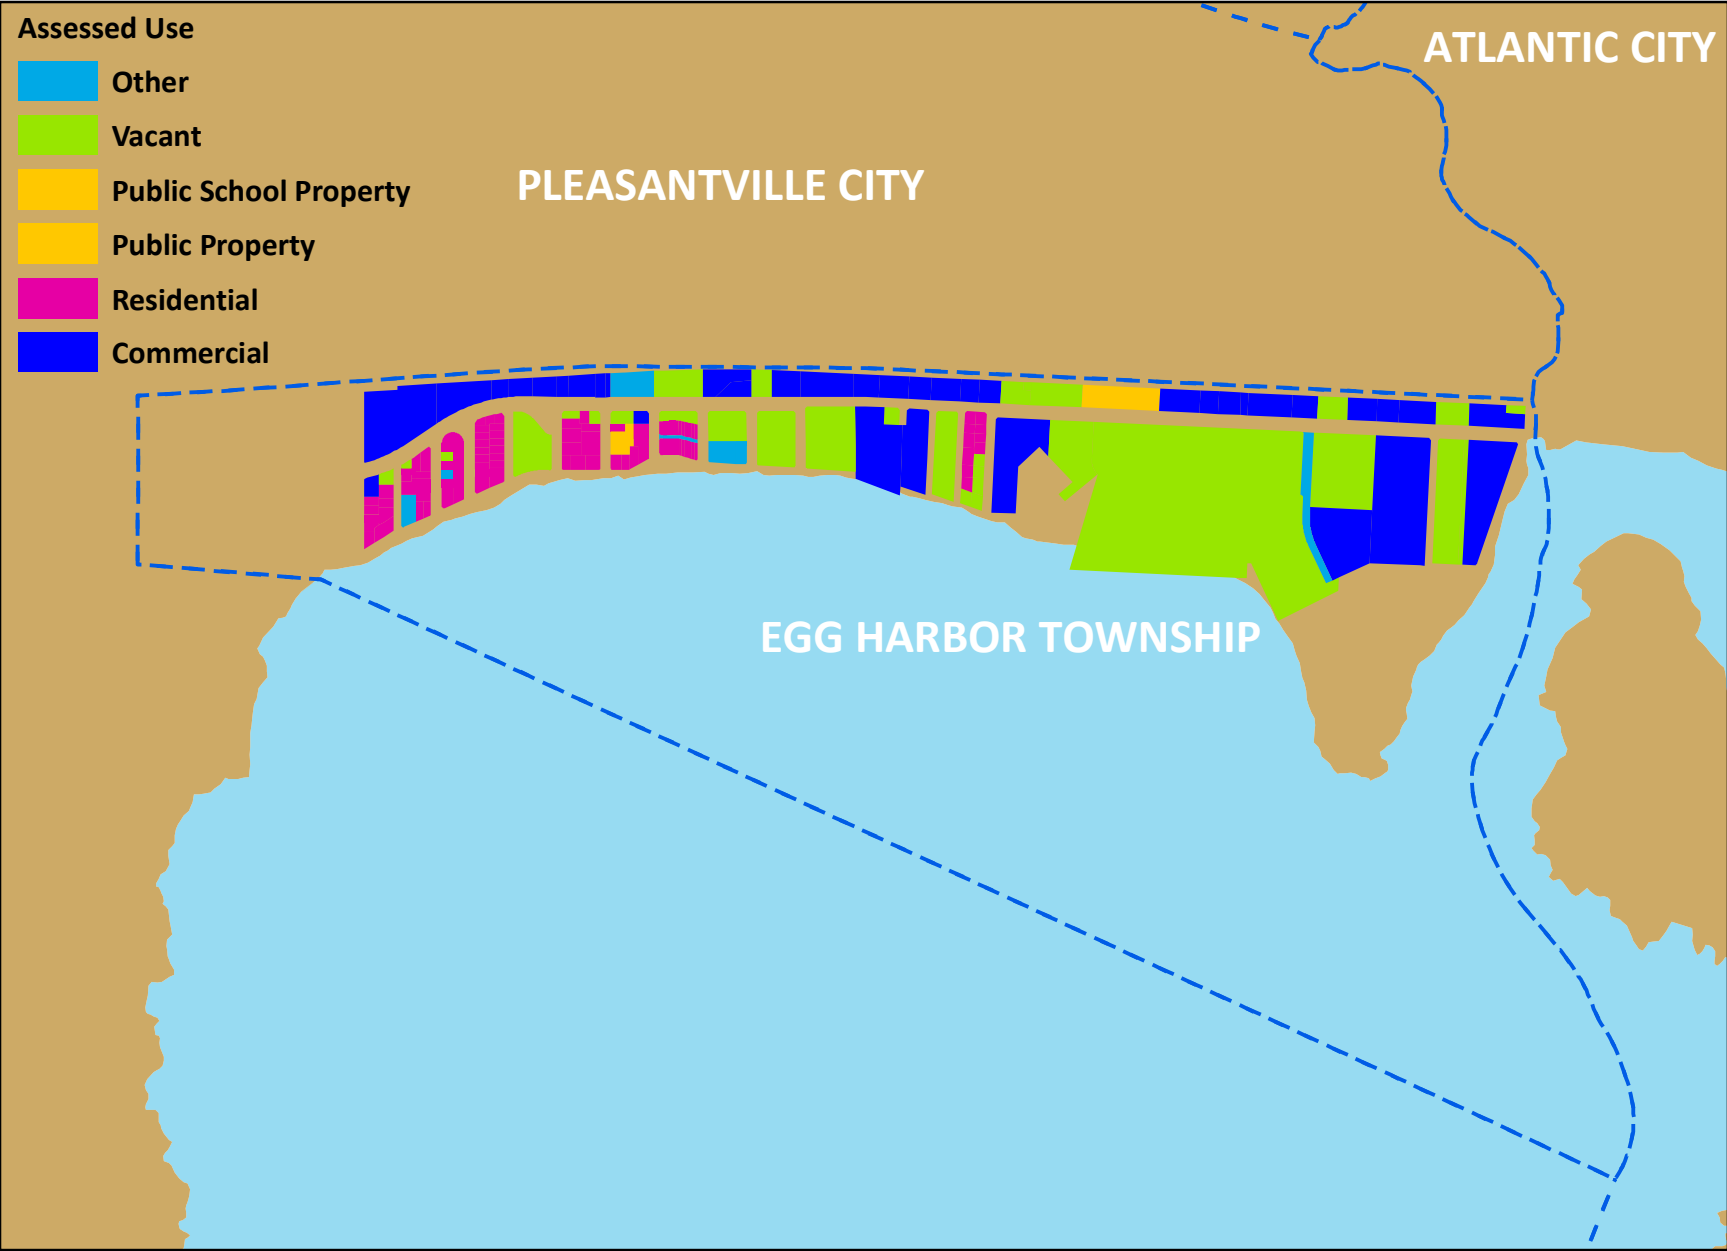 Assessed Use
Other
Vacant
Public School Property
Public Property
Residential
Commercial
ATLANTIC CITY
PLEASANTVILLE CITY
EGG HARBOR TOWNSHIP